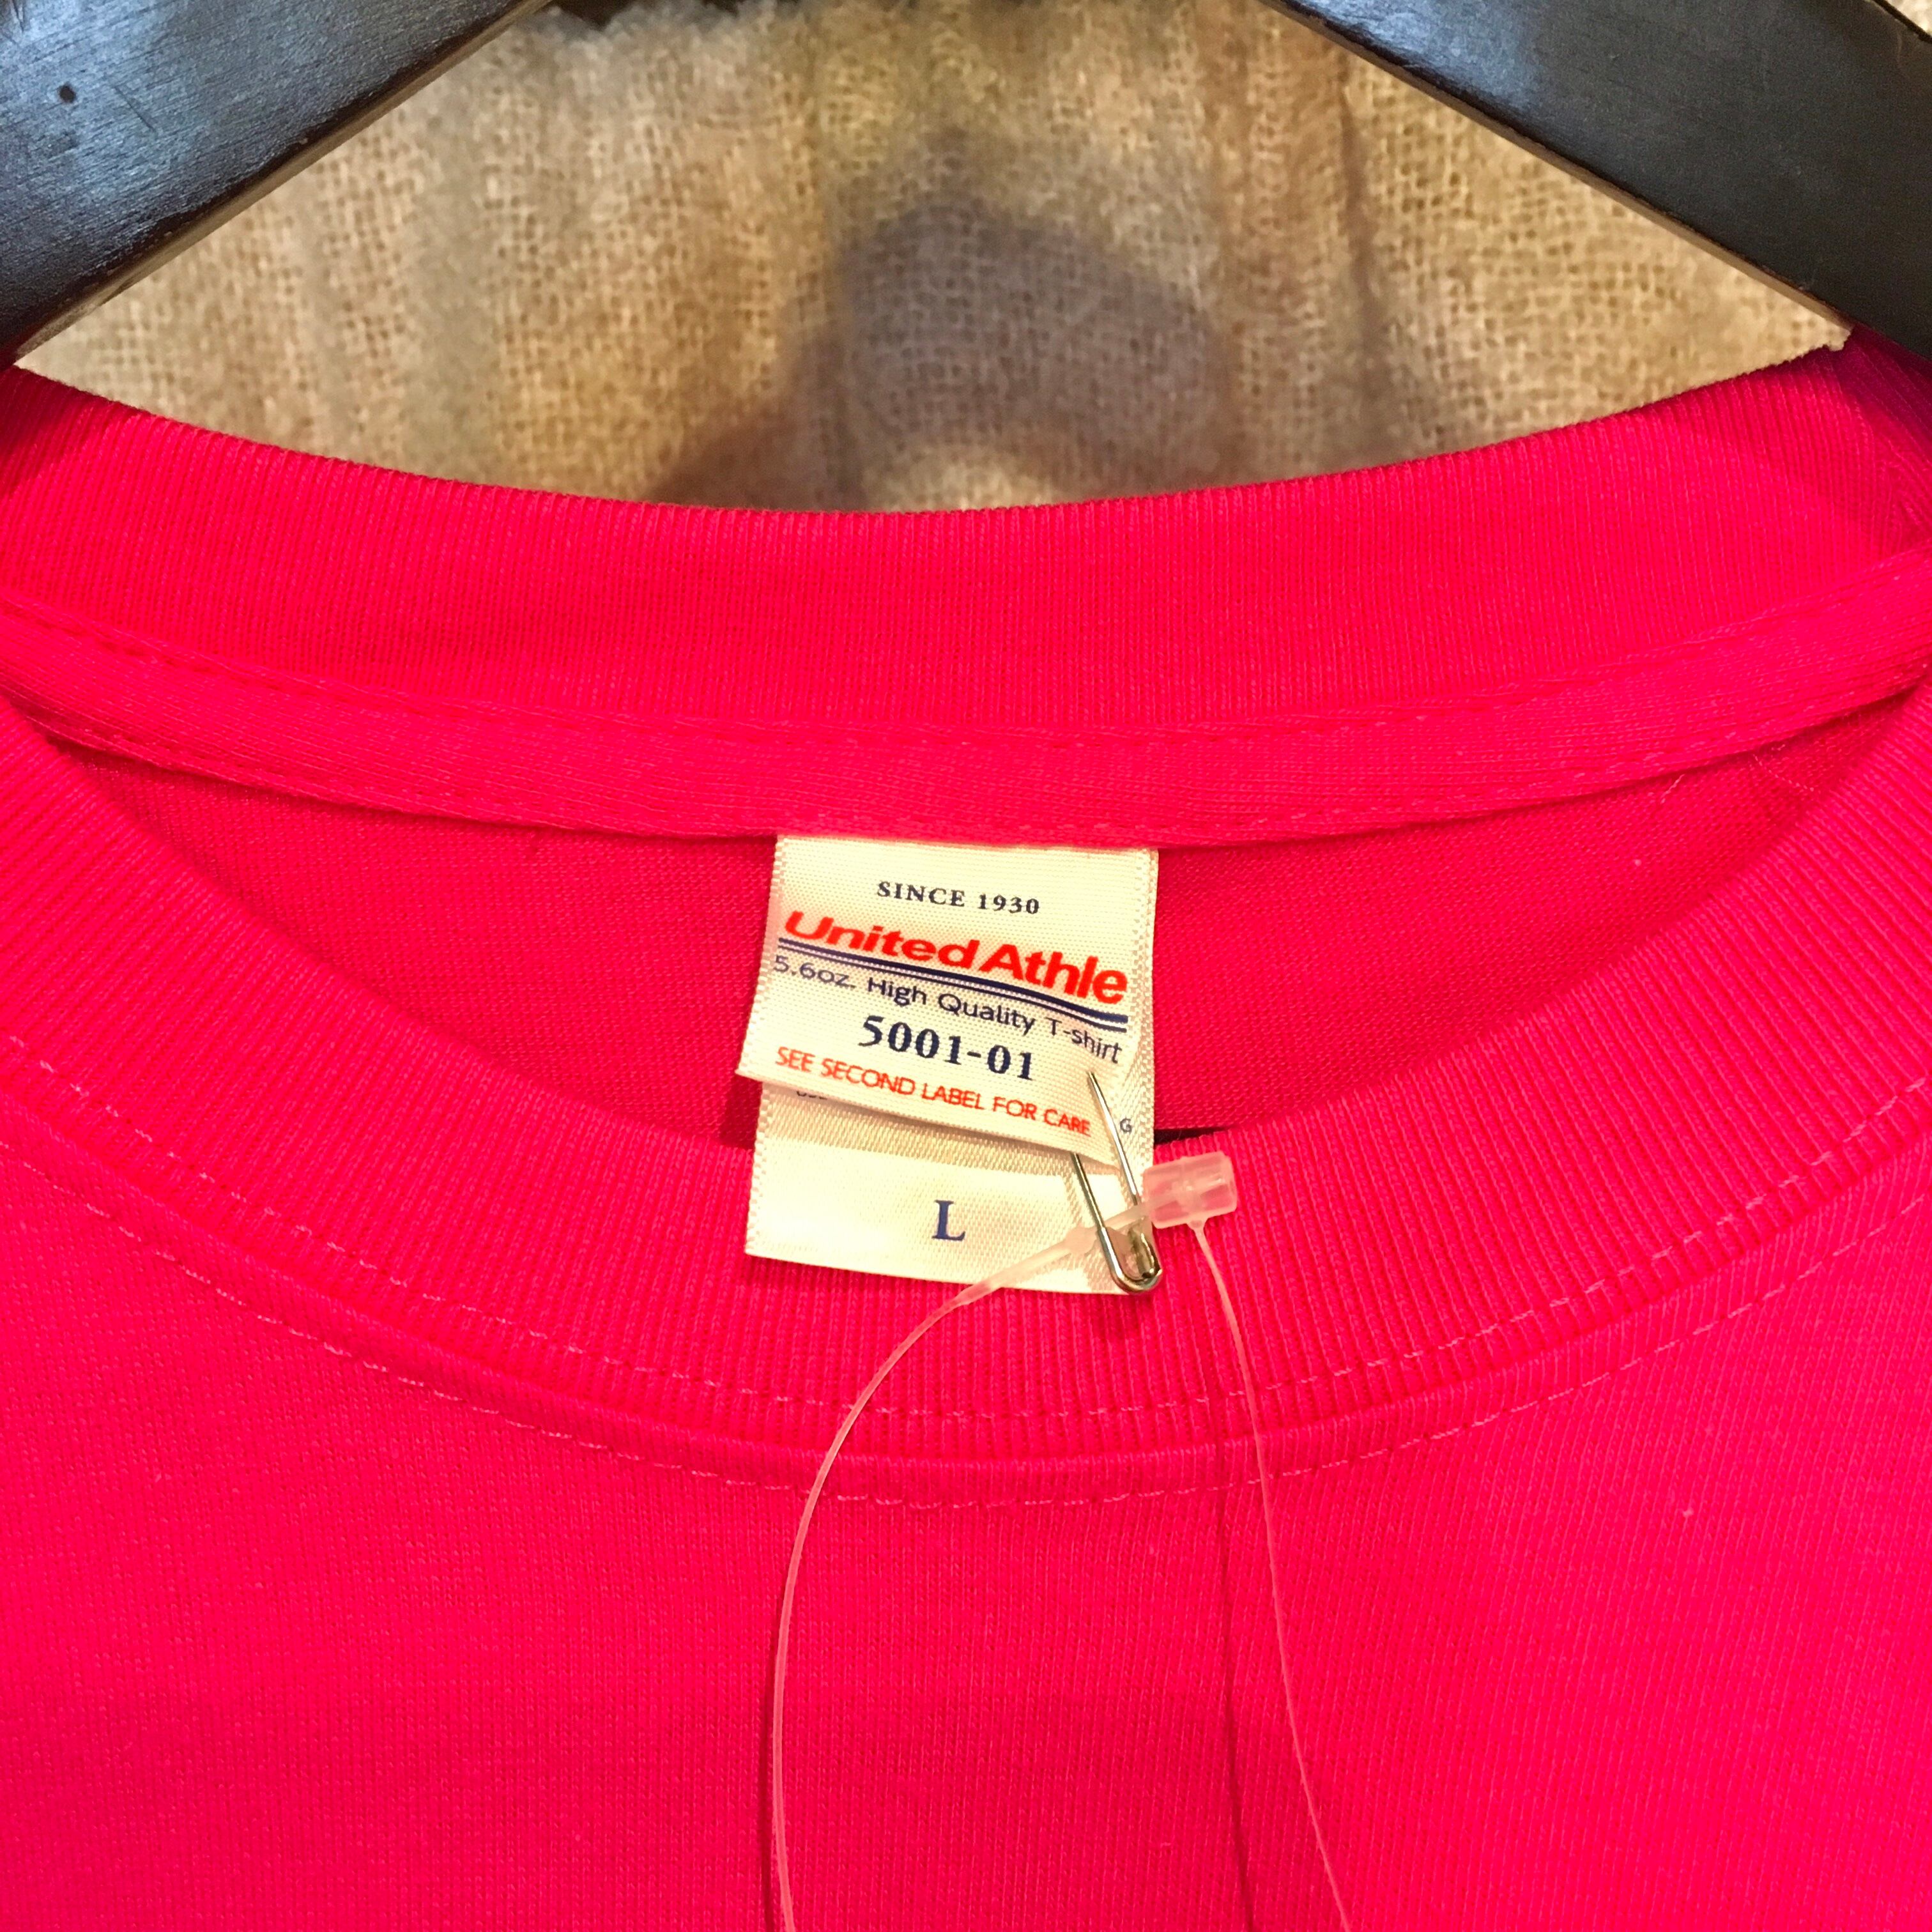 SINCE 1930
United Athle
5.6oz. High Quality T-shirt
5001-01
SEE SECOND LABEL FOR CARE
G
L